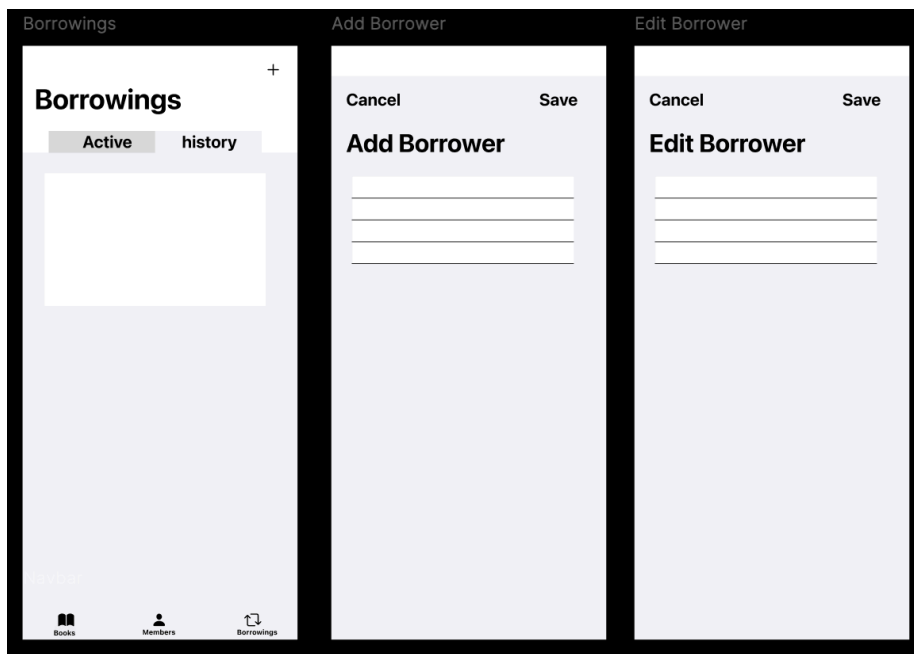 Borrowings
+
Borrowings
Active history
Books Members Borrowings
Add Borrower
Cancel Save
Add Borrower
Edit Borrower
Cancel Save
Edit Borrower